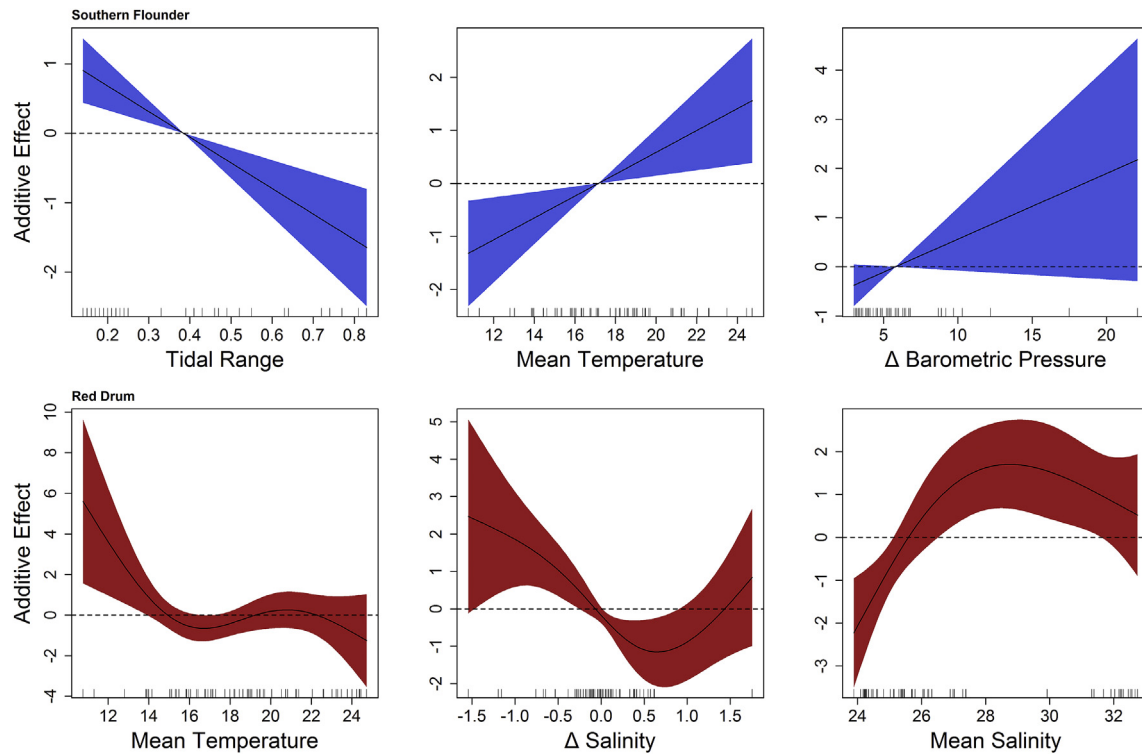 Southern Flounder
Additive Effect
1
0
-1
-2
0.2 0.3 0.4 0.5 0.6 0.7 0.8
Tidal Range
2
1
0
-1
-2
12 14 16 18 20 22 24
Mean Temperature
4
3
2
1
0
-1
5 10 15 20
Δ Barometric Pressure
Red Drum
Additive Effect
10
8
6
4
2
0
-2
-4
12 14 16 18 20 22 24
Mean Temperature
5
4
3
2
1
0
-1
-2
-1.5 -1.0 -0.5 0.0 0.5 1.0 1.5
Δ Salinity
2
1
0
-1
-2
-3
24 26 28 30 32
Mean Salinity